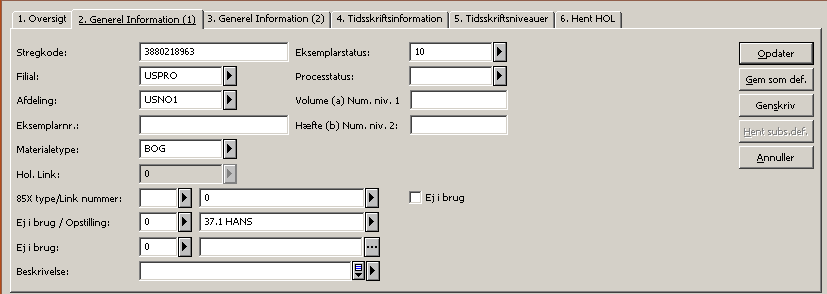 1. Oversigt 2. Generel Information (1) 3. Generel Information (2) 4. Tidsskriftsinformation 5. Tidsskriftsniveauer 6. Hent HOL
Stregkode: 3880218963 Eksemplarstatus: 10 Opdater
Filial: USPRO Processtatus: Gem som def.
Afdeling: USNO1 Volume (a) Num. niv. 1 Genskriv
Eksemplarnr.: Hæfte (b) Num. niv. 2: Hent subs.def.
Materialetype: BOG Annuller
Hol. Link: 0
85X type/Link nummer: 0 Ej i brug
Ej i brug / Opstilling: 0 37.1 HANS
Ej i brug: 0 ...
Beskrivelse: